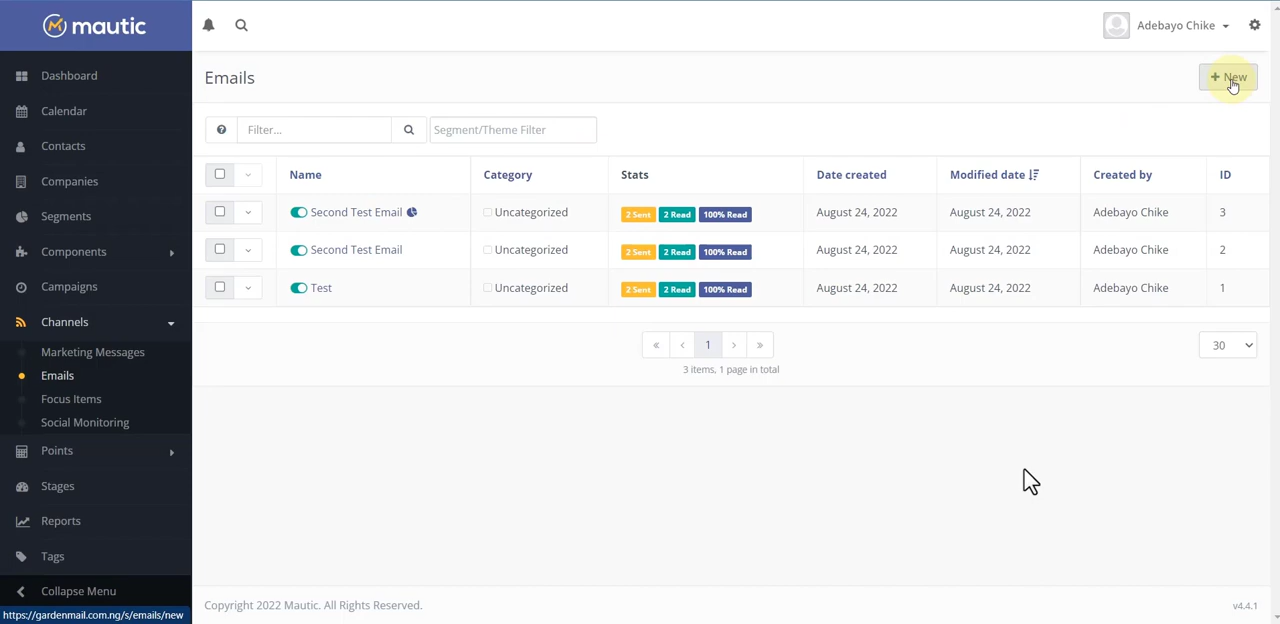 mautic
Adebayo Chike
Dashboard
Calendar
Contacts
Companies
Segments
Components
Campaigns
Channels
Marketing Messages
Emails
Focus Items
Social Monitoring
Points
Stages
Reports
Tags
Collapse Menu
https://gardenmail.com.ng/s/emails/new
Emails
+ New
Filter...
Segment/Theme Filter
Name Category Stats Date created Modified date Created by ID
Second Test Email Uncategorized 2 Sent 2 Read 100% Read August 24, 2022 August 24, 2022 Adebayo Chike 3
Second Test Email Uncategorized 2 Sent 2 Read 100% Read August 24, 2022 August 24, 2022 Adebayo Chike 2
Test Uncategorized 2 Sent 2 Read 100% Read August 24, 2022 August 24, 2022 Adebayo Chike 1
« ‹ 1 › »
30
3 items, 1 page in total
Copyright 2022 Mautic. All Rights Reserved.
v4.4.1